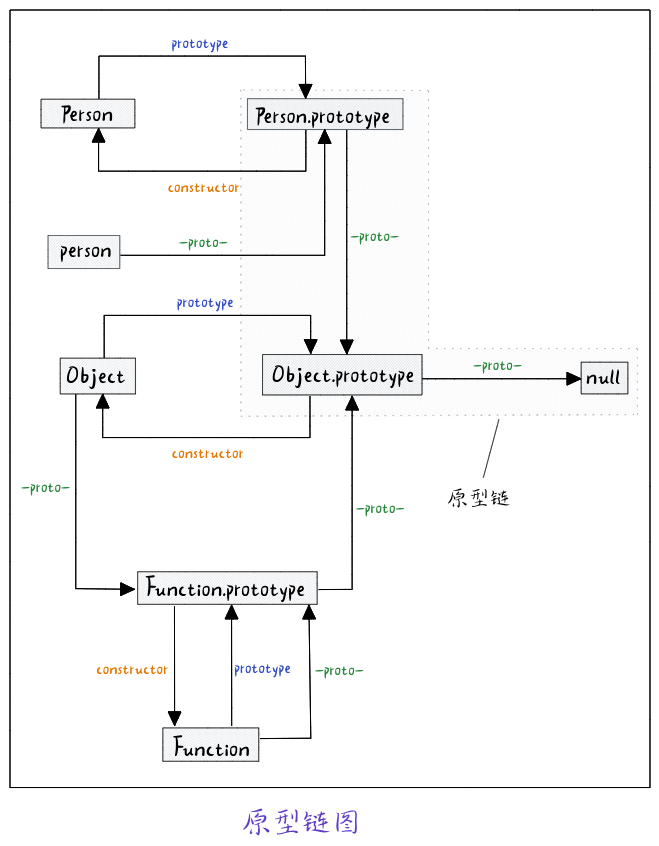 prototype
Person
Person.prototype
constructor
person
-proto-
-proto-
prototype
Object
Object.prototype
-proto-
null
constructor
-proto-
原型链
-proto-
Function.prototype
constructor
prototype
-proto-
Function
原型链图